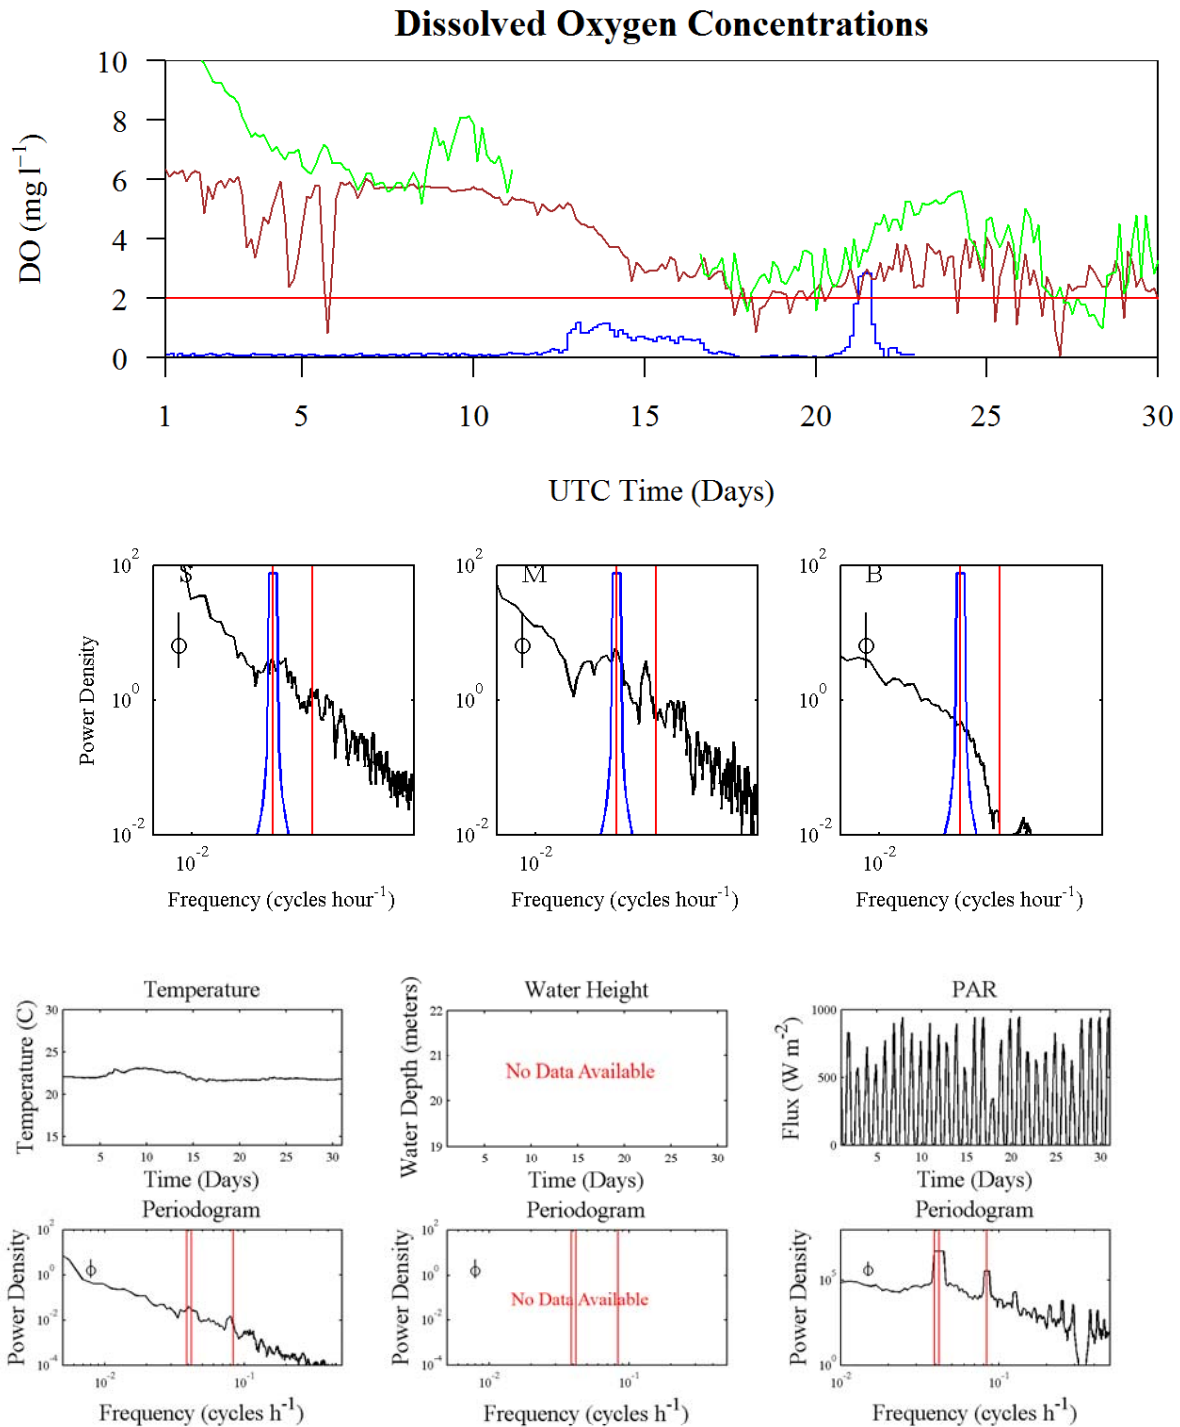 Dissolved Oxygen Concentrations
DO (mg l⁻¹)
10
8
6
4
2
0
1 5 10 15 20 25 30
UTC Time (Days)
Power Density
10² 10⁰ 10⁻²
S
10⁻²
Frequency (cycles hour⁻¹)
10² 10⁰ 10⁻²
M
10⁻²
Frequency (cycles hour⁻¹)
10² 10⁰ 10⁻²
B
10⁻²
Frequency (cycles hour⁻¹)
Temperature
Temperature (C)
30
25
20
15
5 10 15 20 25 30
Time (Days)
Water Height
Water Depth (meters)
22
21
20
19
No Data Available
5 10 15 20 25 30
Time (Days)
PAR
Flux (W m⁻²)
1000
500
0
5 10 15 20 25 30
Time (Days)
Periodogram
Power Density
10²
10⁰
10⁻²
10⁻⁴
10⁻² 10⁻¹
Frequency (cycles h⁻¹)
Periodogram
Power Density
10²
10⁰
10⁻²
10⁻⁴
No Data Available
10⁻² 10⁻¹
Frequency (cycles h⁻¹)
Periodogram
Power Density
10⁵
10⁰
10⁻² 10⁻¹
Frequency (cycles h⁻¹)